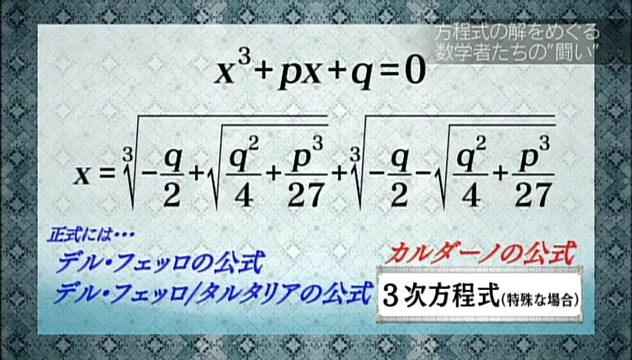 方程式の解をめぐる
数学者たちの"闘い"
x³+px+q=0
x=∛(-q/2+√(q²/4+p³/27))+∛(-q/2-√(q²/4+p³/27))
正式には･･･
デル・フェッロの公式
デル・フェッロ/タルタリアの公式
カルダーノの公式
3次方程式(特殊な場合)